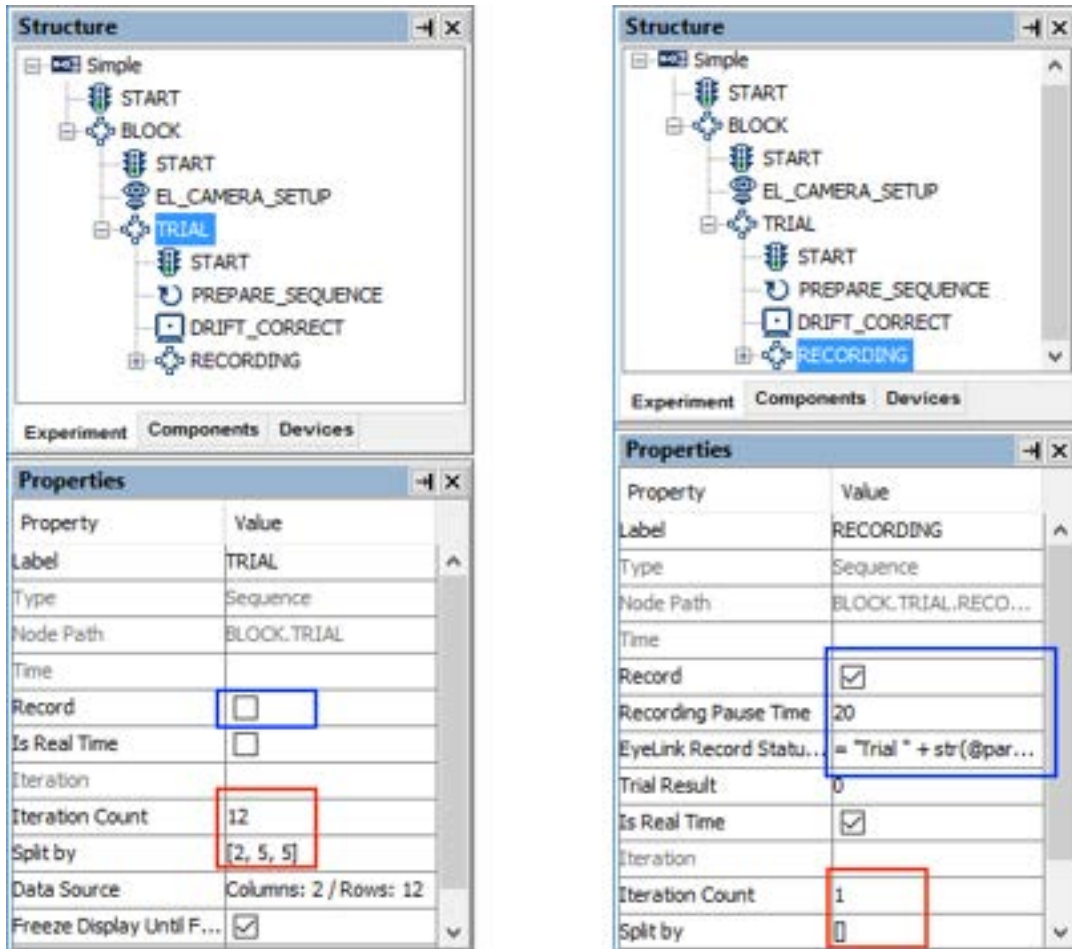 Structure
Simple
START
BLOCK
START
EL_CAMERA_SETUP
TRIAL
START
PREPARE_SEQUENCE
DRIFT_CORRECT
RECORDING
Experiment Components Devices
Properties
Property Value
Label TRIAL
Type Sequence
Node Path BLOCK.TRIAL
Time
Record
Is Real Time
Iteration
Iteration Count 12
Split by [2, 5, 5]
Data Source Columns: 2 / Rows: 12
Freeze Display Until F...
Structure
Simple
START
BLOCK
START
EL_CAMERA_SETUP
TRIAL
START
PREPARE_SEQUENCE
DRIFT_CORRECT
RECORDING
Experiment Components Devices
Properties
Property Value
Label RECORDING
Type Sequence
Node Path BLOCK.TRIAL.RECO...
Time
Record
Recording Pause Time 20
EyeLink Record Statu... = "Trial " + str(@par...
Trial Result 0
Is Real Time
Iteration
Iteration Count 1
Split by []